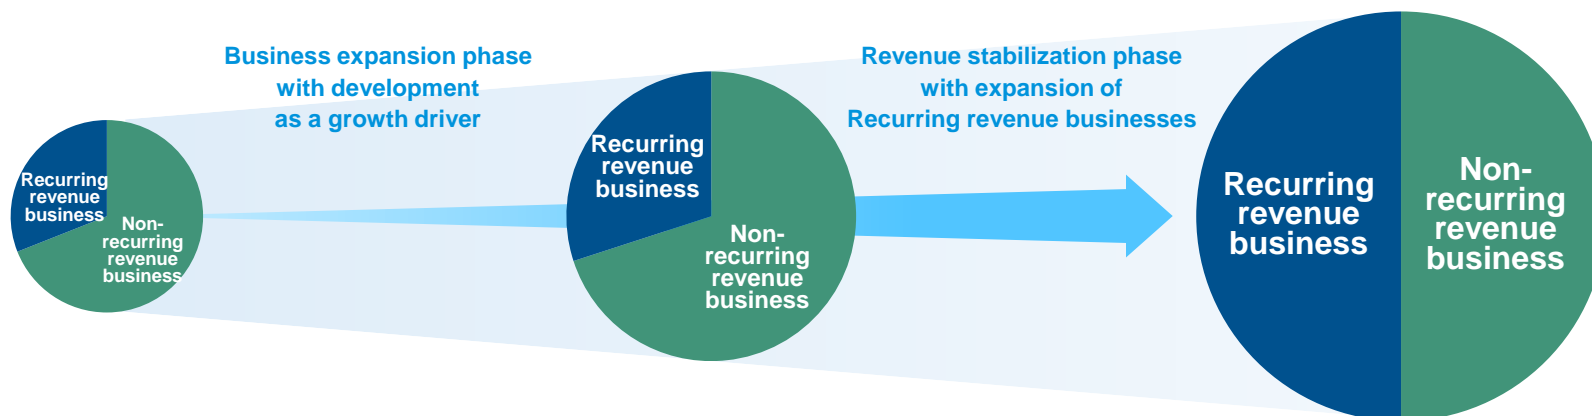 Business expansion phase
with development
as a growth driver
Revenue stabilization phase
with expansion of
Recurring revenue businesses
Recurring
revenue
business
Non-
recurring
revenue
business
Recurring
revenue
business
Non-
recurring
revenue
business
Recurring
revenue
business
Non-
recurring
revenue
business